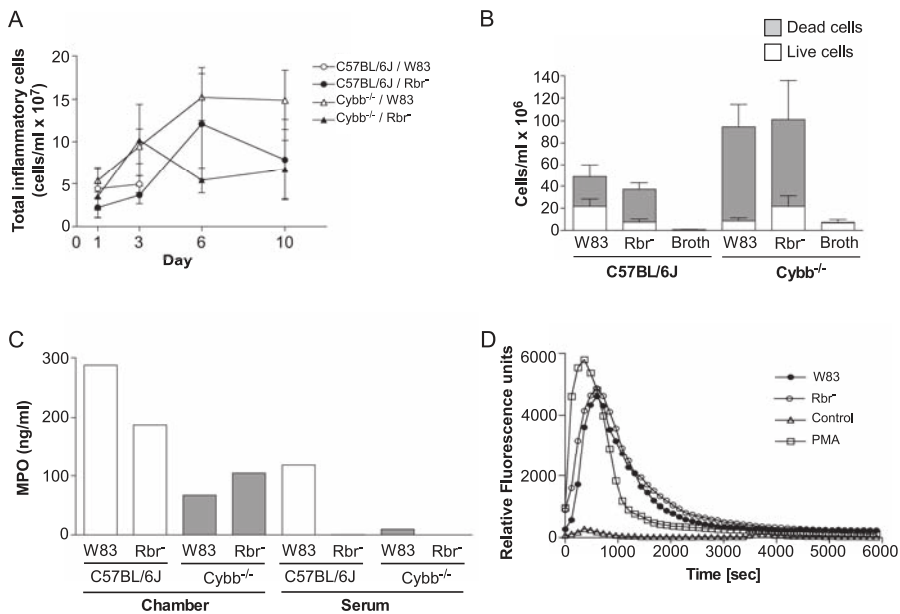 A
Total inflammatory cells
(cells/ml x 10⁷)
20
15
10
5
0
0 1 3 6 10
Day
C57BL/6J / W83
C57BL/6J / Rbr⁻
Cybb⁻/⁻ / W83
Cybb⁻/⁻ / Rbr⁻
B
Dead cells
Live cells
Cells/ml x 10⁶
140
120
100
80
60
40
20
0
W83 Rbr⁻ Broth W83 Rbr⁻ Broth
C57BL/6J Cybb⁻/⁻
C
MPO (ng/ml)
300
200
100
0
W83 Rbr⁻ W83 Rbr⁻ W83 Rbr⁻ W83 Rbr⁻
C57BL/6J Cybb⁻/⁻ C57BL/6J Cybb⁻/⁻
Chamber Serum
D
Relative Fluorescence units
6000
4000
2000
0
W83
Rbr⁻
Control
PMA
0 1000 2000 3000 4000 5000 6000
Time [sec]